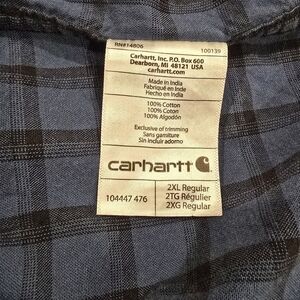 RN#14806
100139
Carhartt, Inc. P.O. Box 600
Dearborn, MI 48121 USA
carhartt.com
Made in India
Fabriqué en Inde
Hecho en India
100% Cotton
100% Cotton
100% Algodón
Exclusive of trimming
Sans garniture
Sin incluir adorno
carhartt
104447 476
2XL Regular
2TG Régulier
2XG Regular